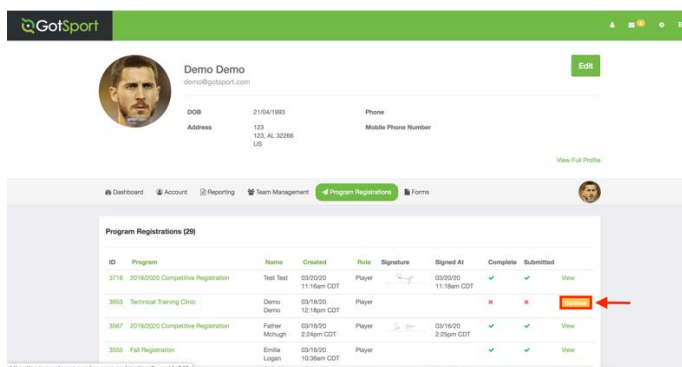 GotSport
Demo Demo
demo@gotsport.com
Edit
DOB 21/04/1993 Phone
Address 123 Mobile Phone Number
123, AL 32266
US
View Full Profile
Dashboard Account Reporting Team Management Program Registrations Forms
Program Registrations (29)
ID Program Name Created Role Signature Signed At Complete Submitted
3718 2019/2020 Competitive Registration Test Test 03/20/20 Player 03/20/20 View
11:16am CDT 11:18am CDT
3653 Technical Training Clinic Demo 03/18/20 Player Continue
Demo 12:18pm CDT
3567 2019/2020 Competitive Registration Father 03/16/20 Player 03/16/20 View
Mchugh 2:24pm CDT 2:25pm CDT
3555 Fall Registration Emilia 03/16/20 Player View
Logan 10:36am CDT